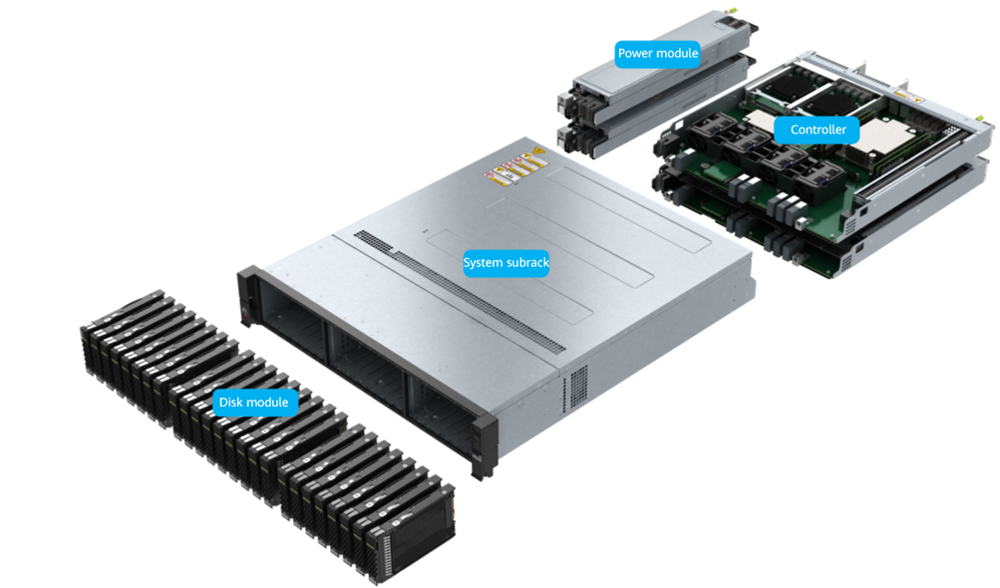 Power module
Controller
System subrack
Disk module